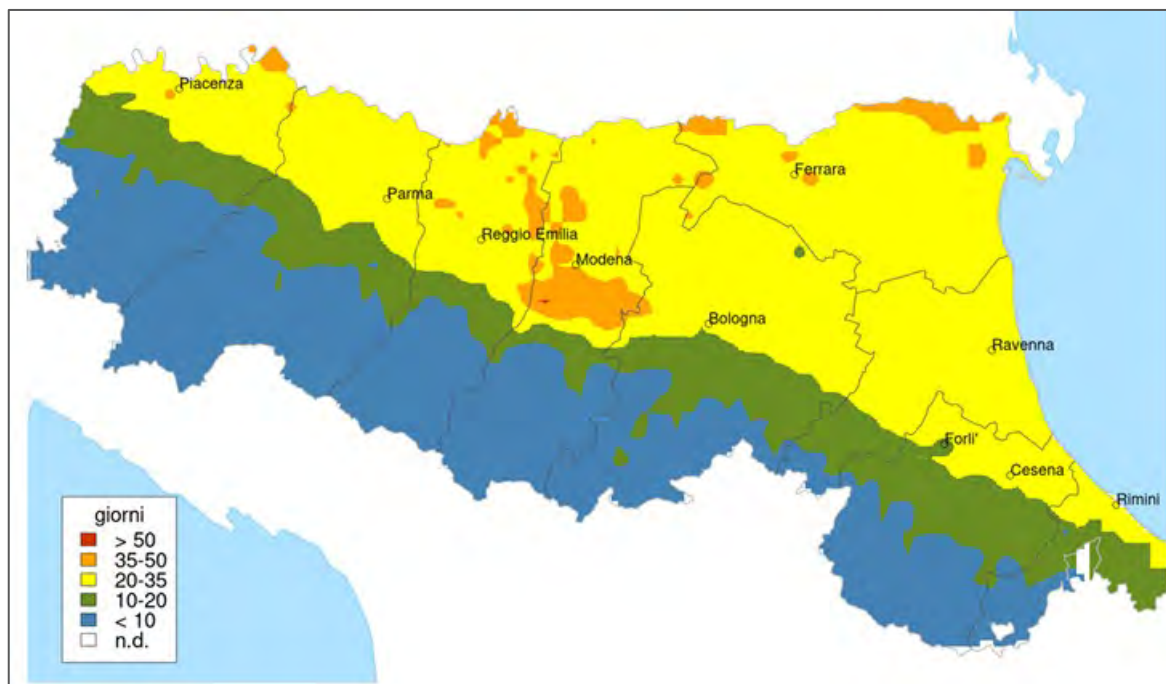 Piacenza
Parma
Reggio Emilia
Modena
Ferrara
Bologna
Ravenna
Forli'
Cesena
Rimini
giorni
> 50
35-50
20-35
10-20
< 10
n.d.